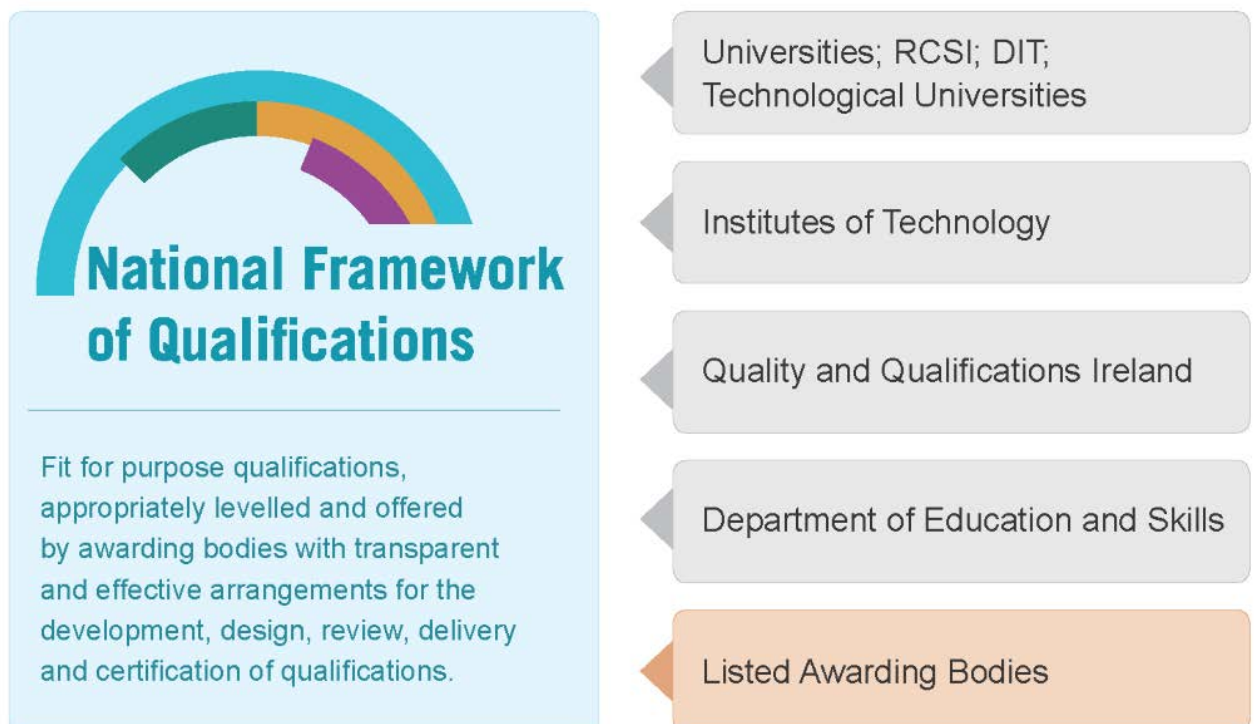 National Framework
of Qualifications
Fit for purpose qualifications,
appropriately levelled and offered
by awarding bodies with transparent
and effective arrangements for the
development, design, review, delivery
and certification of qualifications.
Universities; RCSI; DIT;
Technological Universities
Institutes of Technology
Quality and Qualifications Ireland
Department of Education and Skills
Listed Awarding Bodies